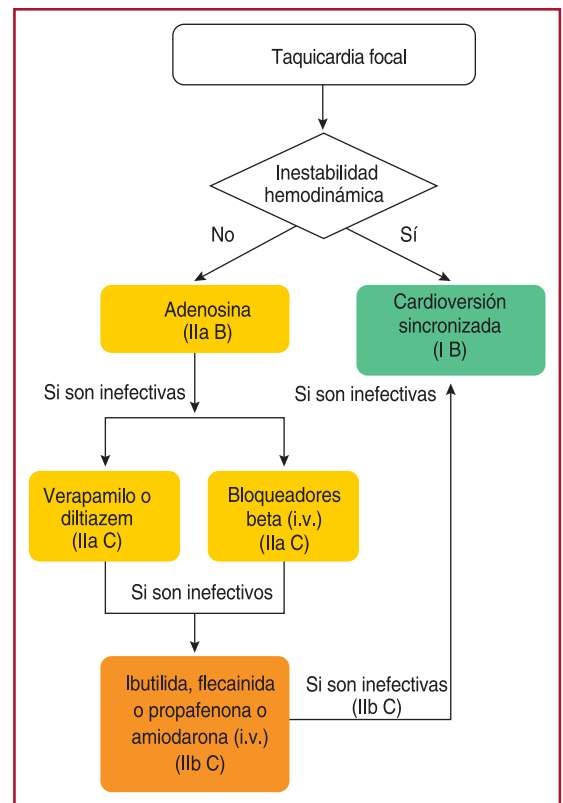 Taquicardia focal
Inestabilidad
hemodinámica
No
Sí
Adenosina
(IIa B)
Cardioversión
sincronizada
(I B)
Si son inefectivas
Si son inefectivas
Verapamilo o
diltiazem
(IIa C)
Bloqueadores
beta (i.v.)
(IIa C)
Si son inefectivos
Ibutilida, flecainida
o propafenona o
amiodarona (i.v.)
(IIb C)
Si son inefectivas
(IIb C)